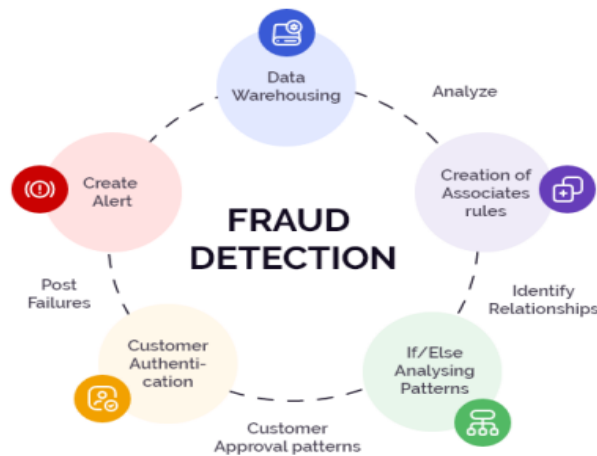 Data
Warehousing
Analyze
Creation of
Associates
rules
Create
Alert
FRAUD
DETECTION
Post
Failures
Identify
Relationships
Customer
Authenti-
cation
If/Else
Analysing
Patterns
Customer
Approval patterns